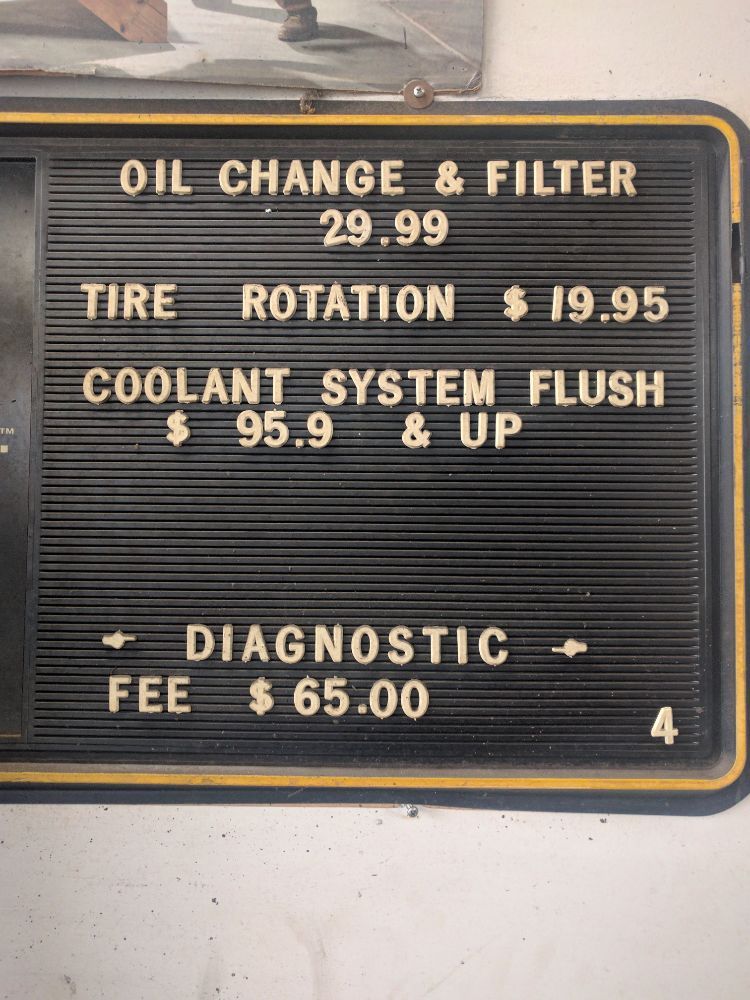 OIL CHANGE & FILTER
29.99
TIRE ROTATION $ 19.95
COOLANT SYSTEM FLUSH
$ 95.9 & UP
DIAGNOSTIC
FEE $ 65.00
4
TM